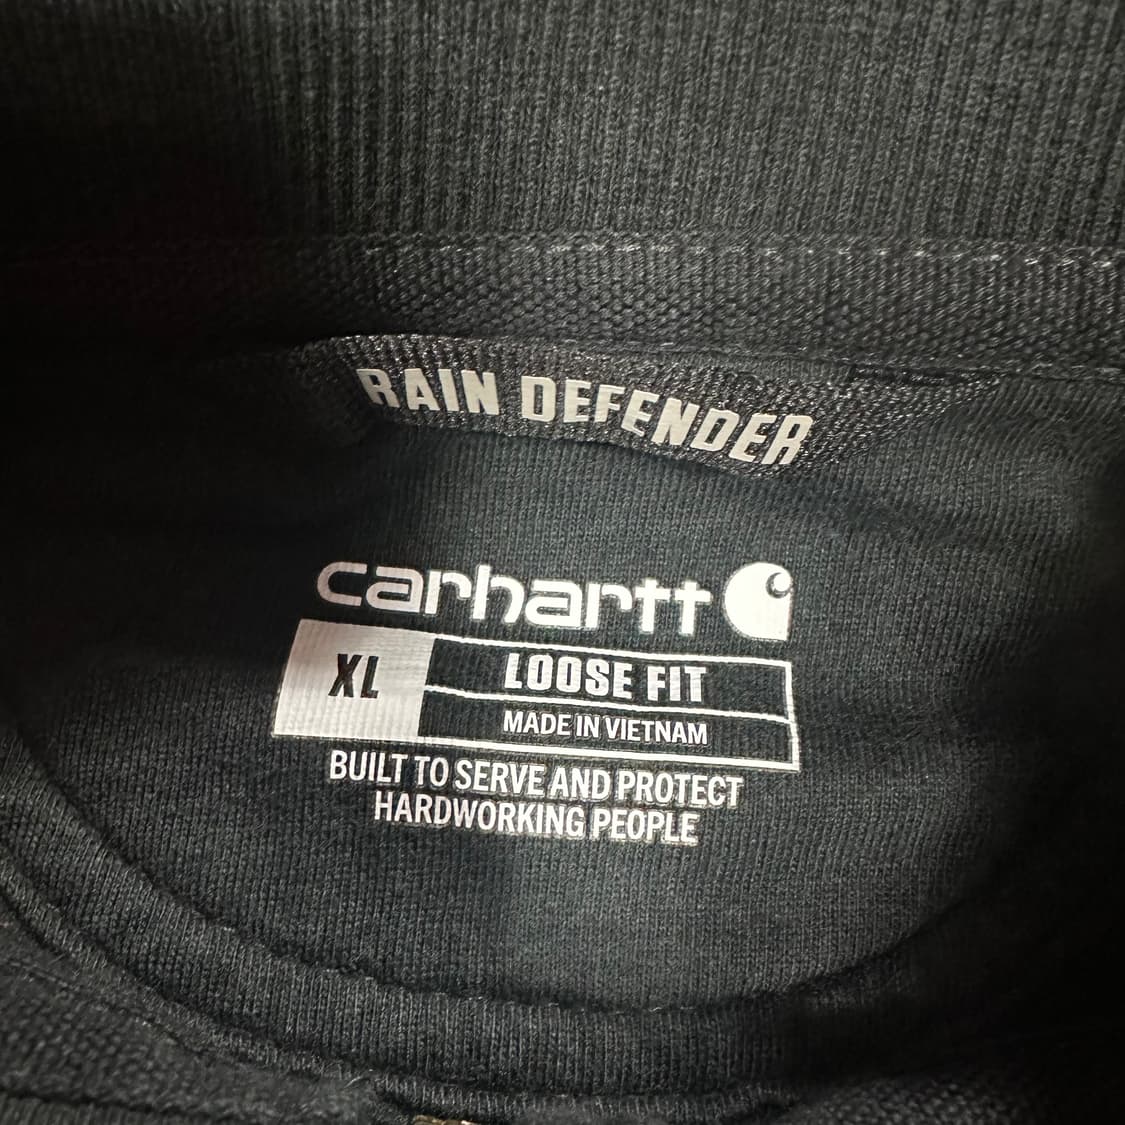 RAIN DEFENDER
carhartt
XL
LOOSE FIT
MADE IN VIETNAM
BUILT TO SERVE AND PROTECT
HARDWORKING PEOPLE